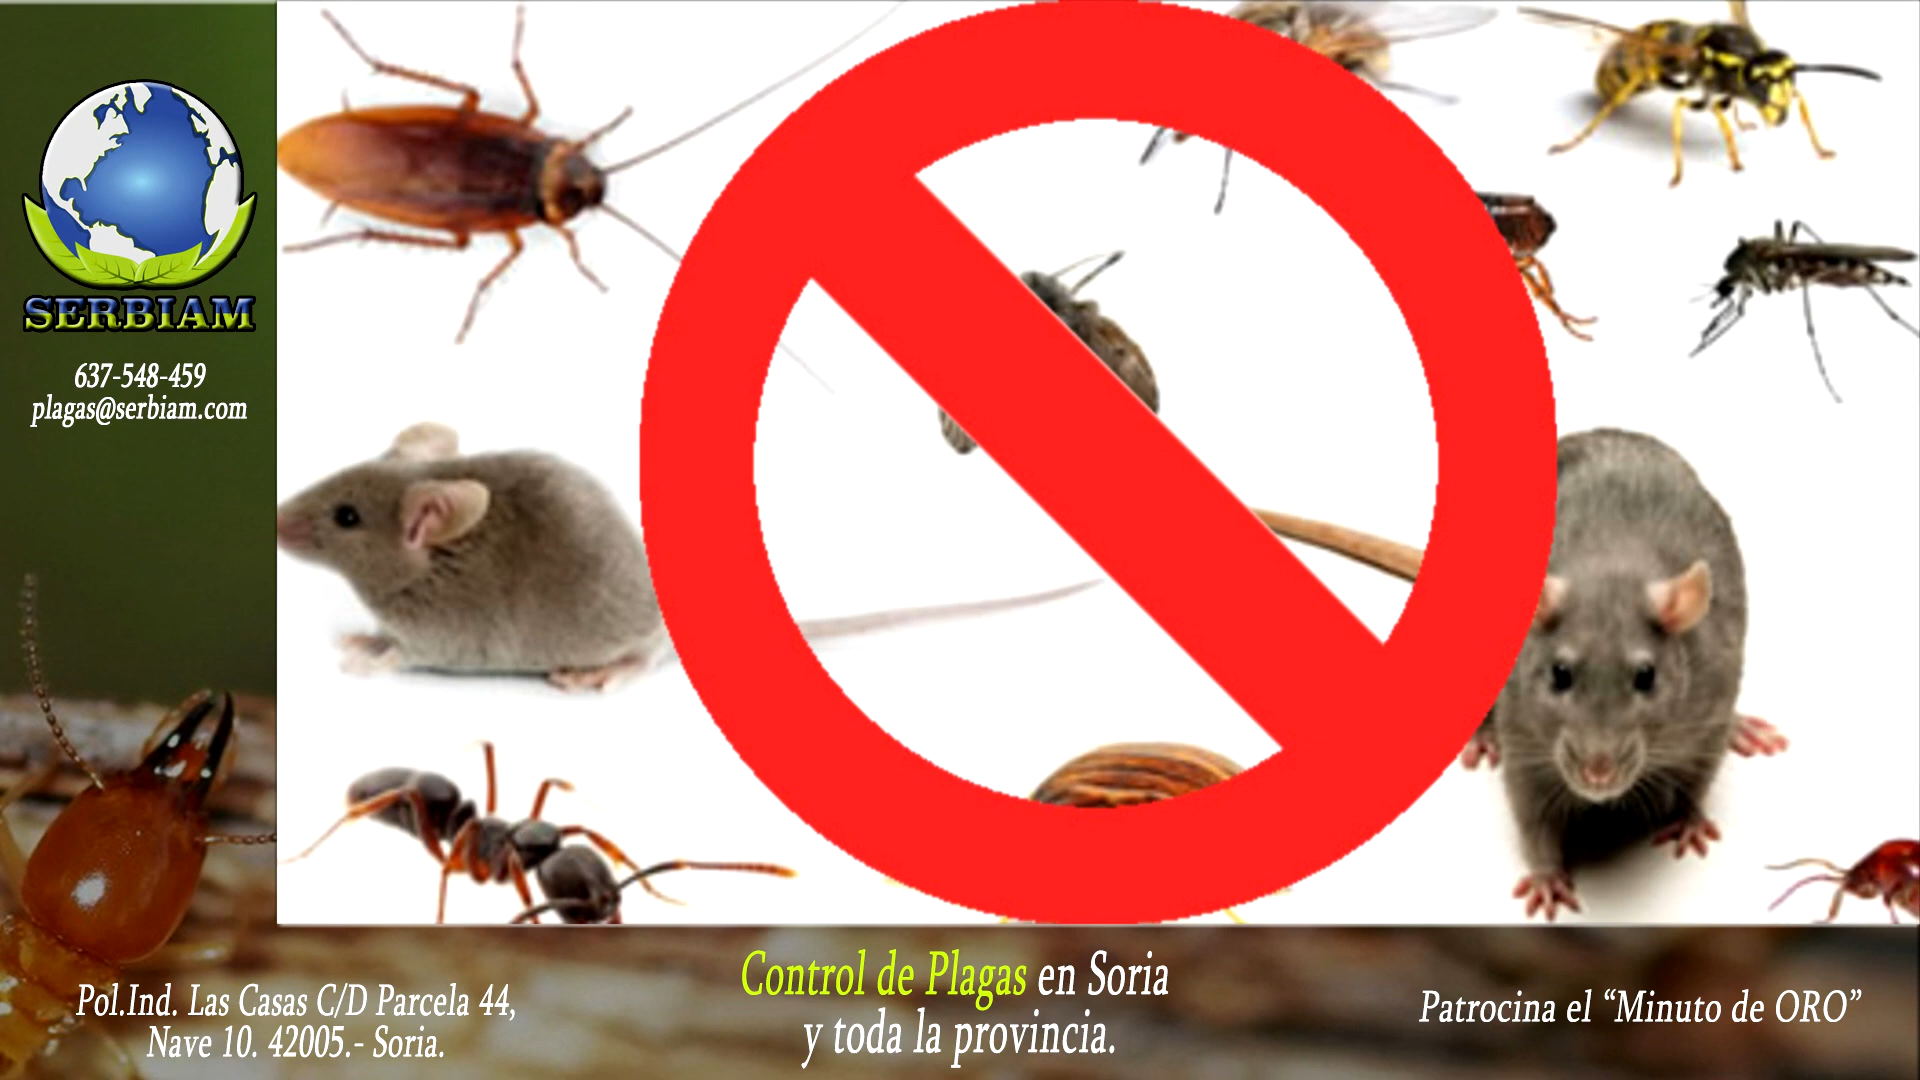 SERBIAM
637-548-459
plagas@serbiam.com
Pol.Ind. Las Casas C/D Parcela 44,
Nave 10. 42005.- Soria.
Control de Plagas en Soria
y toda la provincia.
Patrocina el “Minuto de ORO”